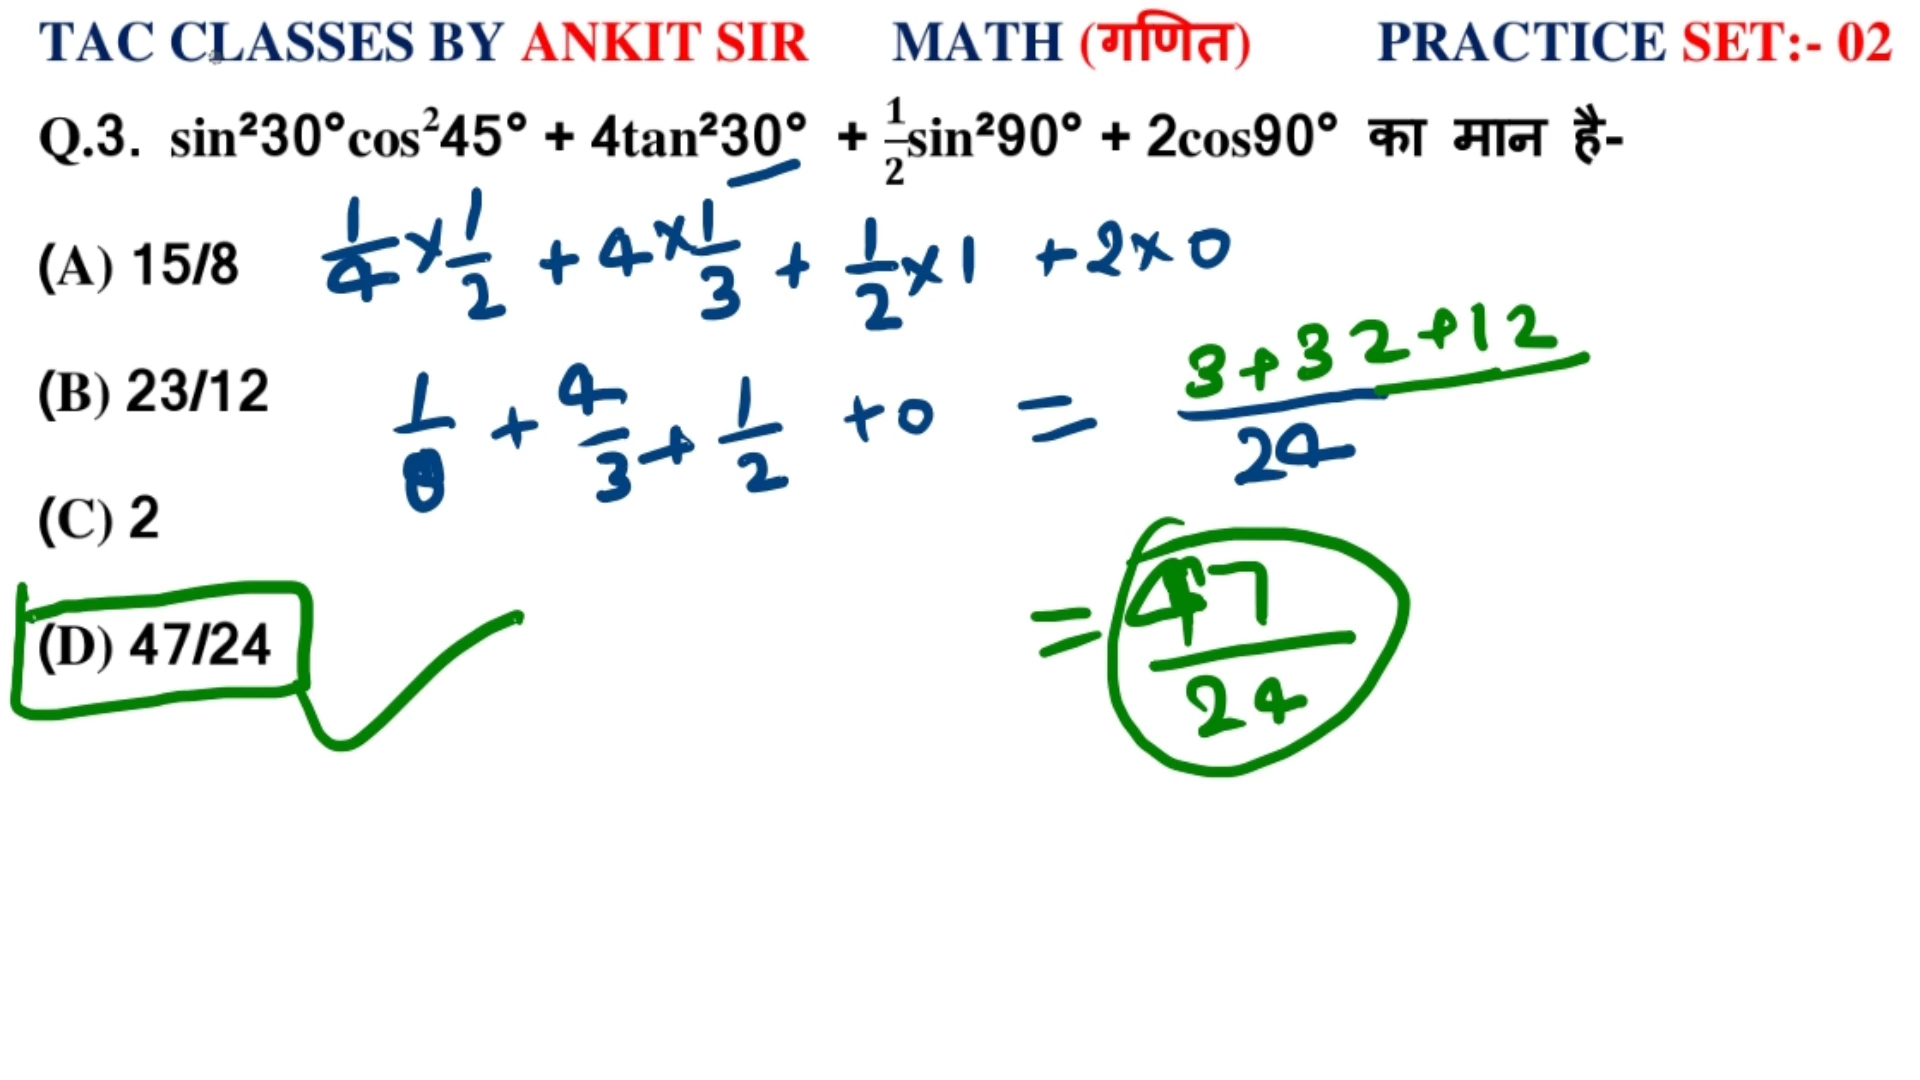 TAC CLASSES BY ANKIT SIR MATH (गणित) PRACTICE SET:- 02
Q.3. sin²30°cos²45° + 4tan²30° + 1/2 sin²90° + 2cos90° का मान है-
(A) 15/8
1/4 × 1/2 + 4 × 1/3 + 1/2 × 1 + 2 × 0
(B) 23/12
1/8 + 4/3 + 1/2 + 0 = 3+32+12/24
(C) 2
(D) 47/24
= 47/24